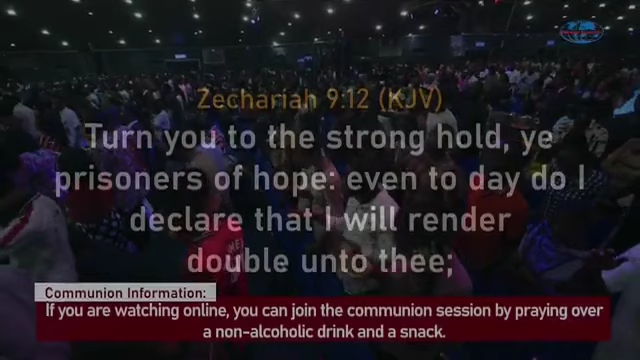 Zechariah 9:12 (KJV)
Turn you to the strong hold, ye
prisoners of hope: even to day do I
declare that I will render
double unto thee;
Communion Information:
If you are watching online, you can join the communion session by praying over
a non-alcoholic drink and a snack.